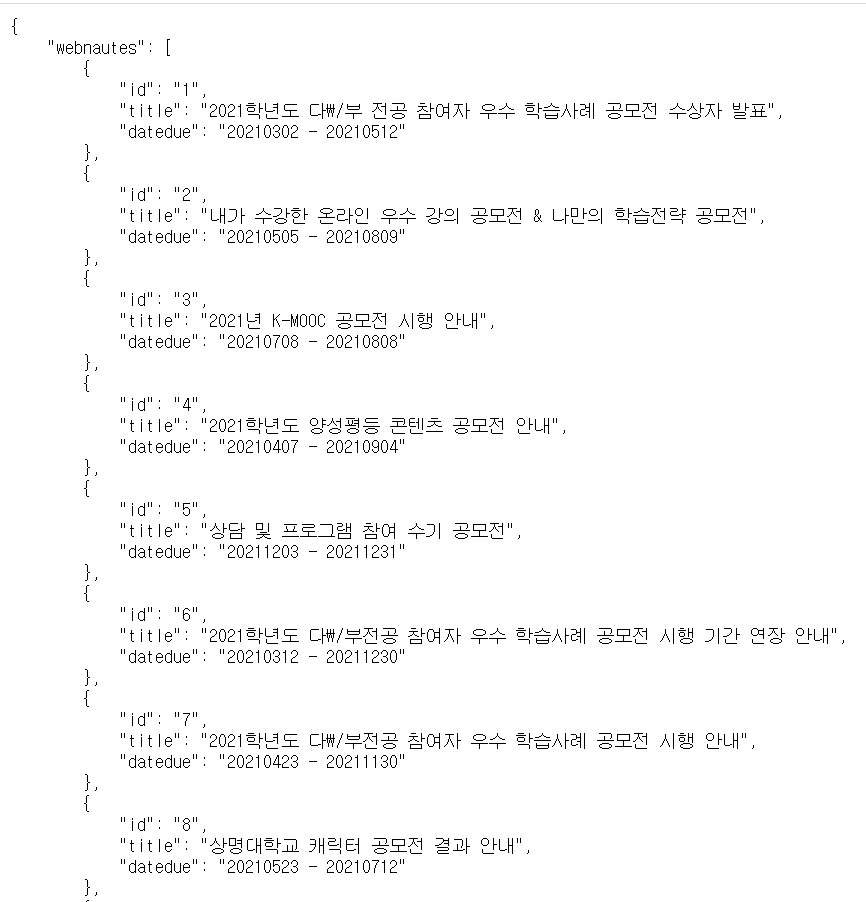 {
"webnautes": [
{
"id": "1",
"title": "2021학년도 다₩/부 전공 참여자 우수 학습사례 공모전 수상자 발표",
"datedue": "20210302 - 20210512"
},
{
"id": "2",
"title": "내가 수강한 온라인 우수 강의 공모전 & 나만의 학습전략 공모전",
"datedue": "20210505 - 20210809"
},
{
"id": "3",
"title": "2021년 K-MOOC 공모전 시행 안내",
"datedue": "20210708 - 20210808"
},
{
"id": "4",
"title": "2021학년도 양성평등 콘텐츠 공모전 안내",
"datedue": "20210407 - 20210904"
},
{
"id": "5",
"title": "상담 및 프로그램 참여 수기 공모전",
"datedue": "20211203 - 20211231"
},
{
"id": "6",
"title": "2021학년도 다₩/부전공 참여자 우수 학습사례 공모전 시행 기간 연장 안내",
"datedue": "20210312 - 20211230"
},
{
"id": "7",
"title": "2021학년도 다₩/부전공 참여자 우수 학습사례 공모전 시행 안내",
"datedue": "20210423 - 20211130"
},
{
"id": "8",
"title": "상명대학교 캐릭터 공모전 결과 안내",
"datedue": "20210523 - 20210712"
},